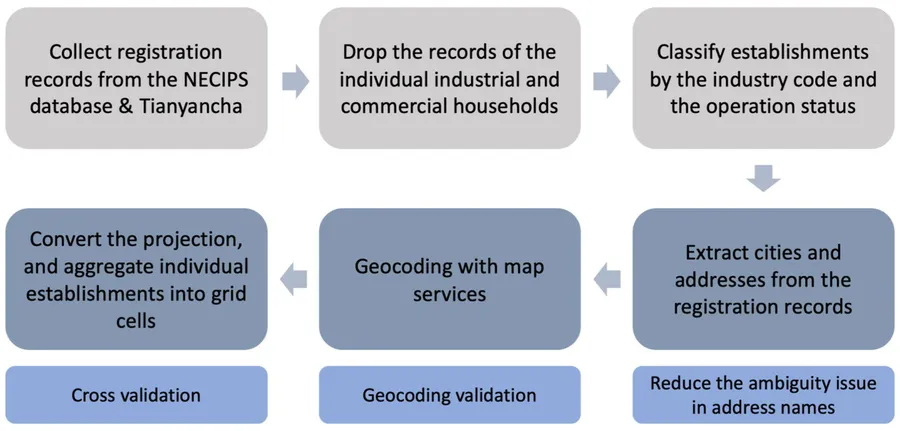 Collect registration
records from the NECIPS
database & Tianyancha
Drop the records of the
individual industrial and
commercial households
Classify establishments
by the industry code and
the operation status
Convert the projection,
and aggregate individual
establishments into grid
cells
Geocoding with map
services
Extract cities and
addresses from the
registration records
Cross validation
Geocoding validation
Reduce the ambiguity issue
in address names